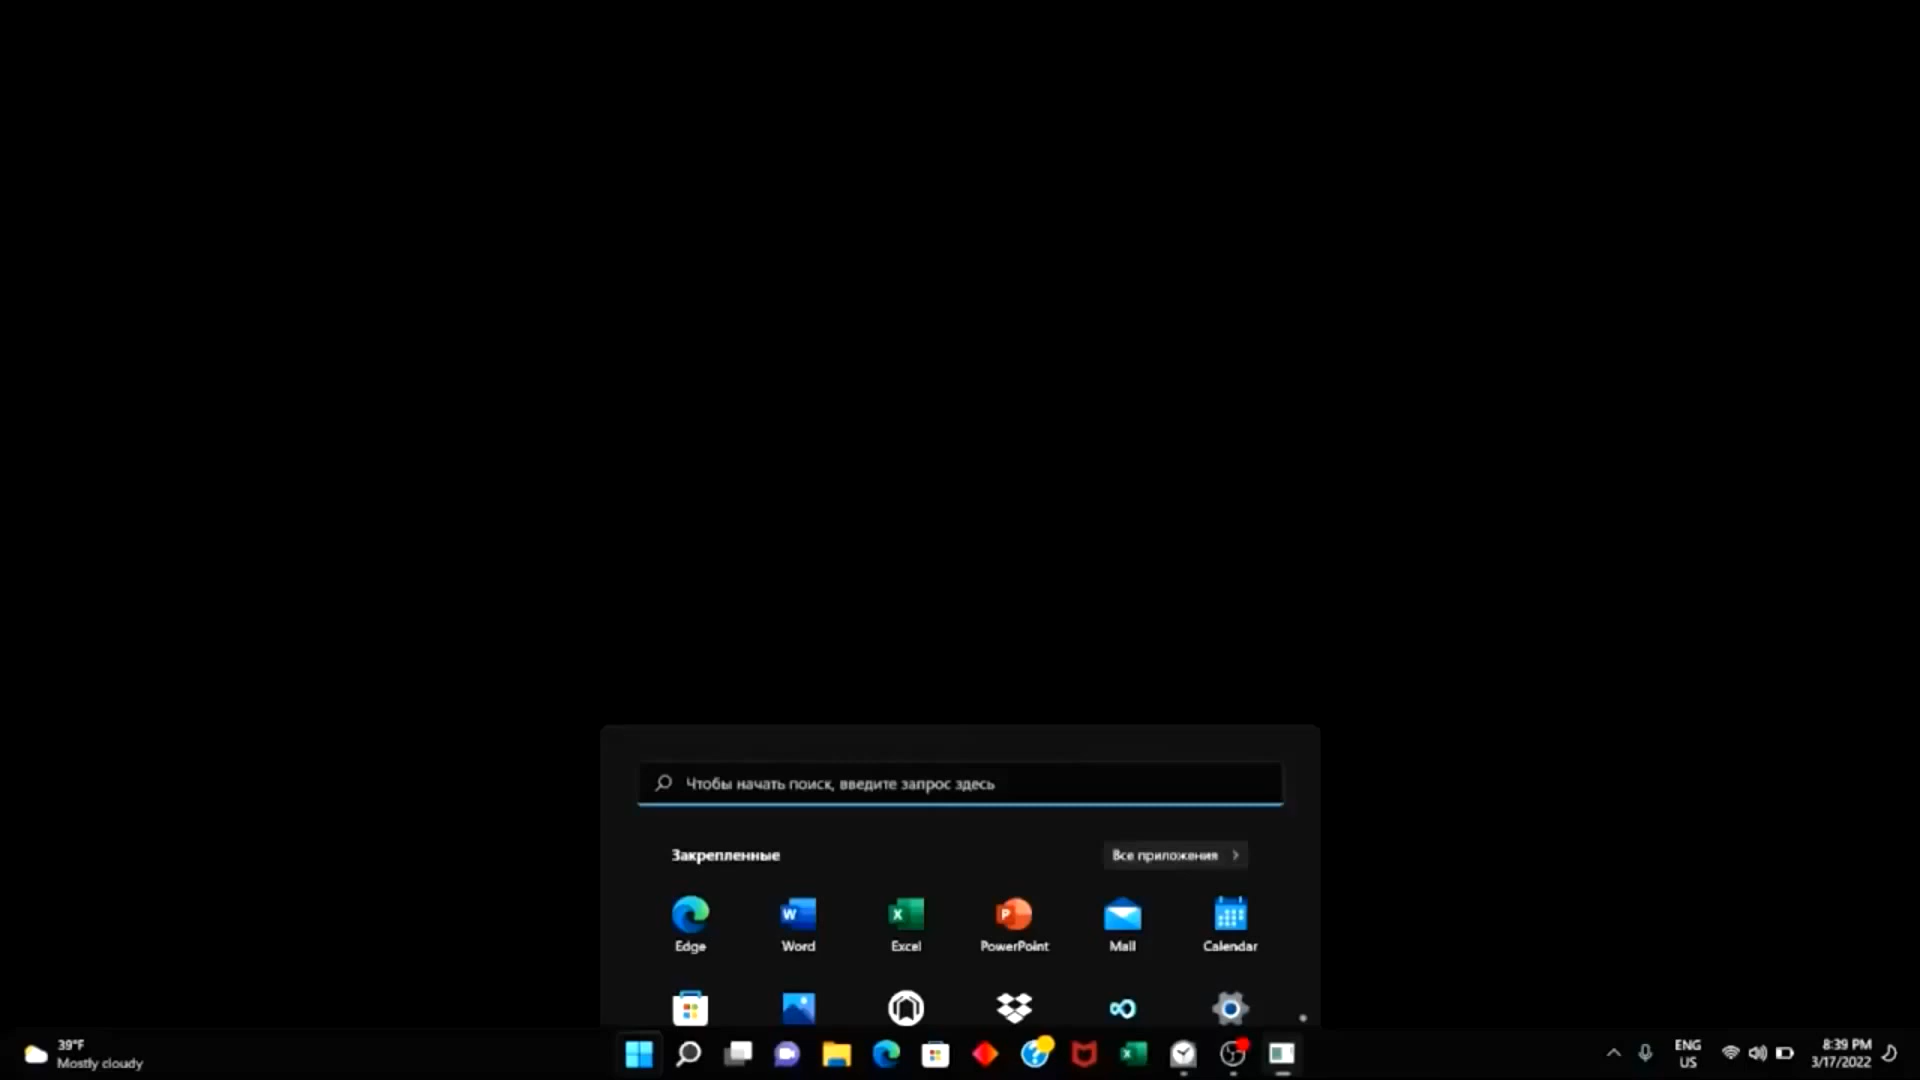 Чтобы начать поиск, введите запрос здесь
Закрепленные
Все приложения
Edge
Word
Excel
PowerPoint
Mail
Calendar
39°F
Mostly cloudy
ENG
US
8:39 PM
3/17/2022